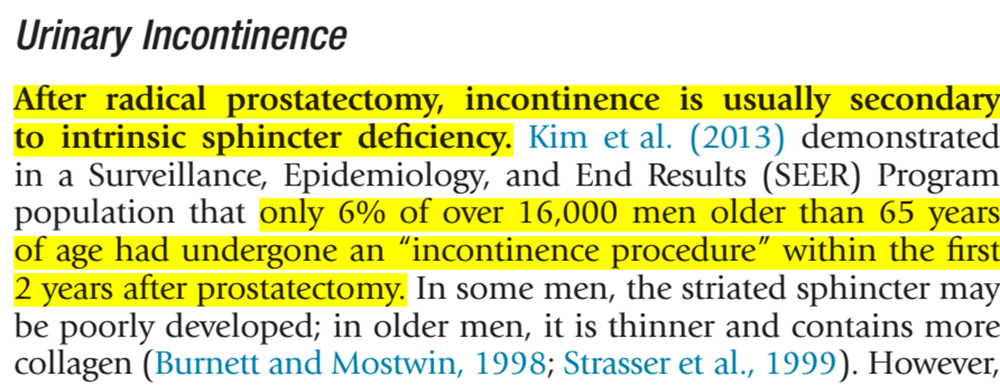 Urinary Incontinence
After radical prostatectomy, incontinence is usually secondary
to intrinsic sphincter deficiency. Kim et al. (2013) demonstrated
in a Surveillance, Epidemiology, and End Results (SEER) Program
population that only 6% of over 16,000 men older than 65 years
of age had undergone an “incontinence procedure” within the first
2 years after prostatectomy. In some men, the striated sphincter may
be poorly developed; in older men, it is thinner and contains more
collagen (Burnett and Mostwin, 1998; Strasser et al., 1999). However,